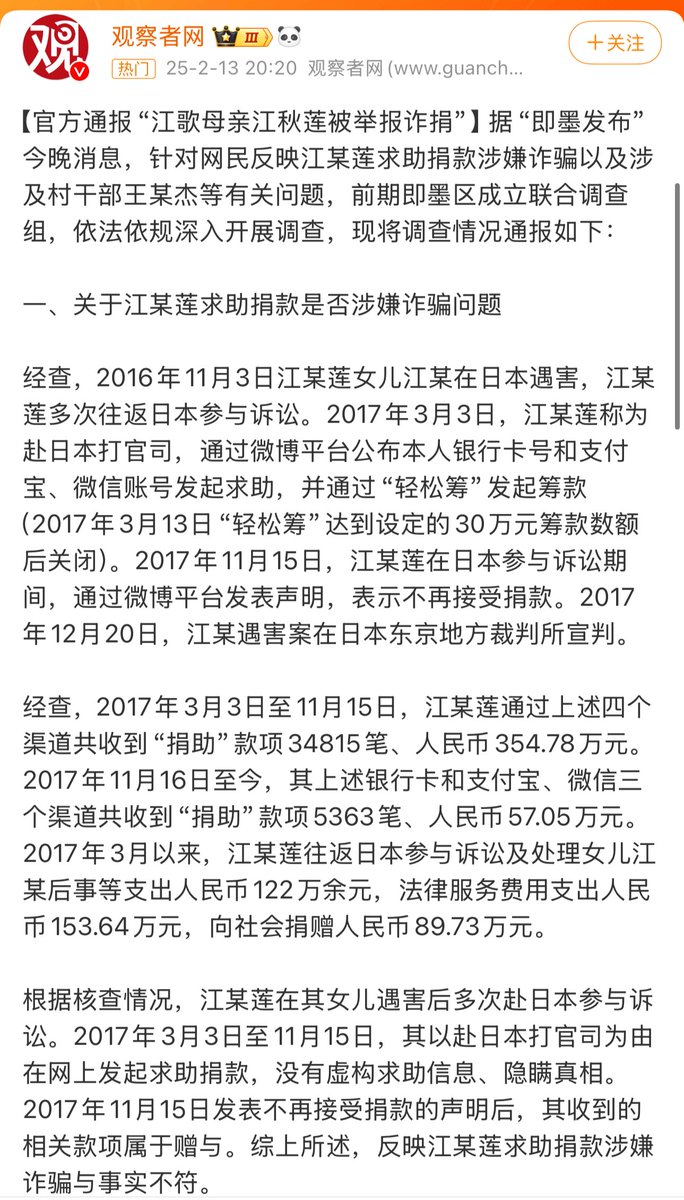 观
观察者网 III
+关注
热门 25-2-13 20:20 观察者网(www.guanch...
【官方通报“江歌母亲江秋莲被举报诈捐”】据“即墨发布”
今晚消息，针对网民反映江某莲求助捐款涉嫌诈骗以及涉
及村干部王某杰等有关问题，前期即墨区成立联合调查
组，依法依规深入开展调查，现将调查情况通报如下：
一、关于江某莲求助捐款是否涉嫌诈骗问题
经查，2016年11月3日江某莲女儿江某在日本遇害，江某
莲多次往返日本参与诉讼。2017年3月3日，江某莲称为
赴日本打官司，通过微博平台公布本人银行卡号和支付
宝、微信账号发起求助，并通过“轻松筹”发起筹款
（2017年3月13日“轻松筹”达到设定的30万元筹款数额
后关闭）。2017年11月15日，江某莲在日本参与诉讼期
间，通过微博平台发表声明，表示不再接受捐款。2017
年12月20日，江某遇害案在日本东京地方裁判所宣判。
经查，2017年3月3日至11月15日，江某莲通过上述四个
渠道共收到“捐助”款项34815笔、人民币354.78万元。
2017年11月16日至今，其上述银行卡和支付宝、微信三
个渠道共收到“捐助”款项5363笔、人民币57.05万元。
2017年3月以来，江某莲往返日本参与诉讼及处理女儿江
某后事等支出人民币122万余元，法律服务费用支出人民
币153.64万元，向社会捐赠人民币89.73万元。
根据核查情况，江某莲在其女儿遇害后多次赴日本参与诉
讼。2017年3月3日至11月15日，其以赴日本打官司为由
在网上发起求助捐款，没有虚构求助信息、隐瞒真相。
2017年11月15日发表不再接受捐款的声明后，其收到的
相关款项属于赠与。综上所述，反映江某莲求助捐款涉嫌
诈骗与事实不符。